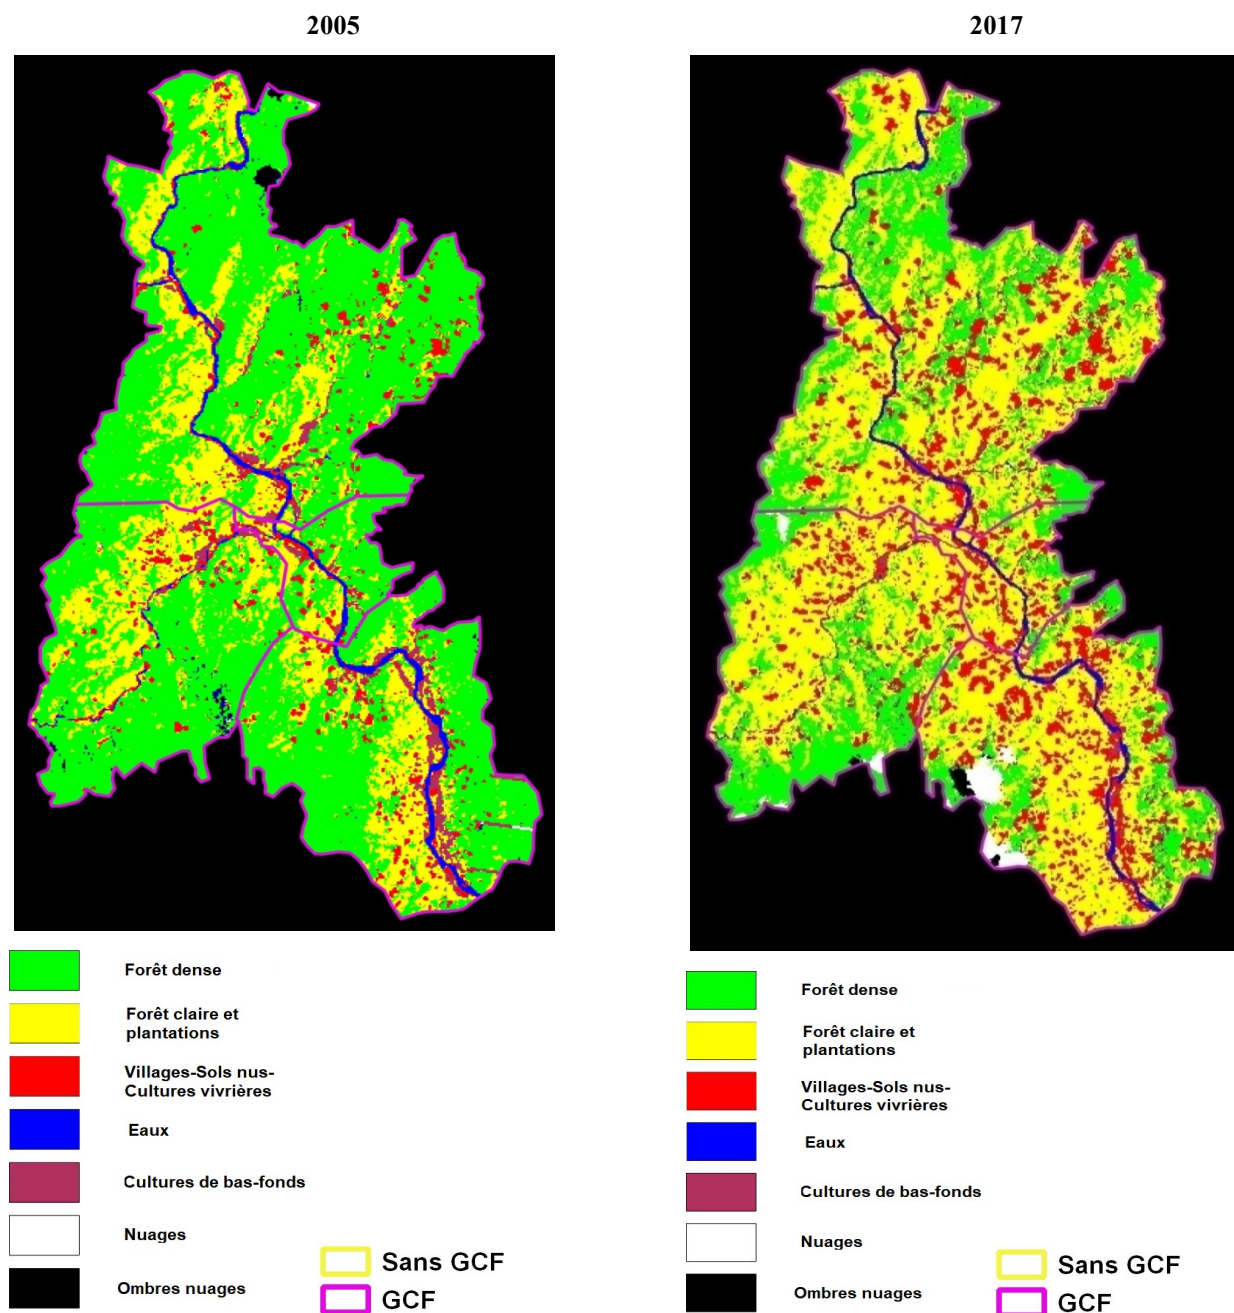 2005
2017
Forêt dense
Forêt claire et
plantations
Villages-Sols nus-
Cultures vivrières
Eaux
Cultures de bas-fonds
Nuages
Ombres nuages
Sans GCF
GCF
Forêt dense
Forêt claire et
plantations
Villages-Sols nus-
Cultures vivrières
Eaux
Cultures de bas-fonds
Nuages
Ombres nuages
Sans GCF
GCF